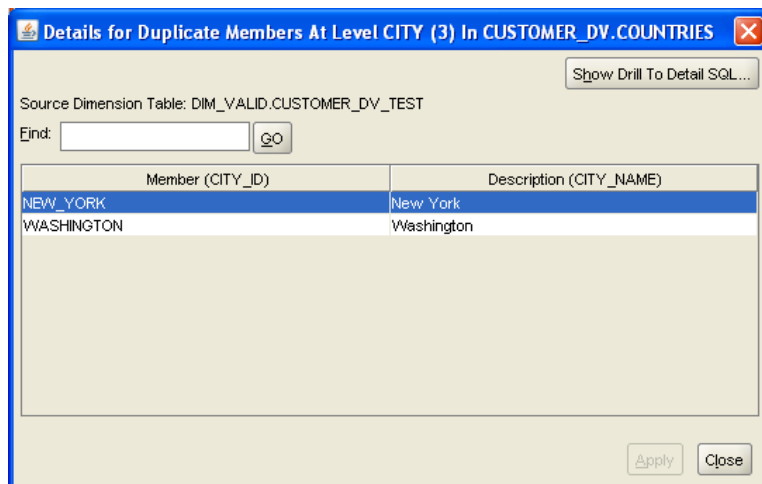 Details for Duplicate Members At Level CITY (3) In CUSTOMER_DV.COUNTRIES
Show Drill To Detail SQL...
Source Dimension Table: DIM_VALID.CUSTOMER_DV_TEST
Find: GO
Member (CITY_ID) Description (CITY_NAME)
NEW_YORK New York
WASHINGTON Washington
Apply Close